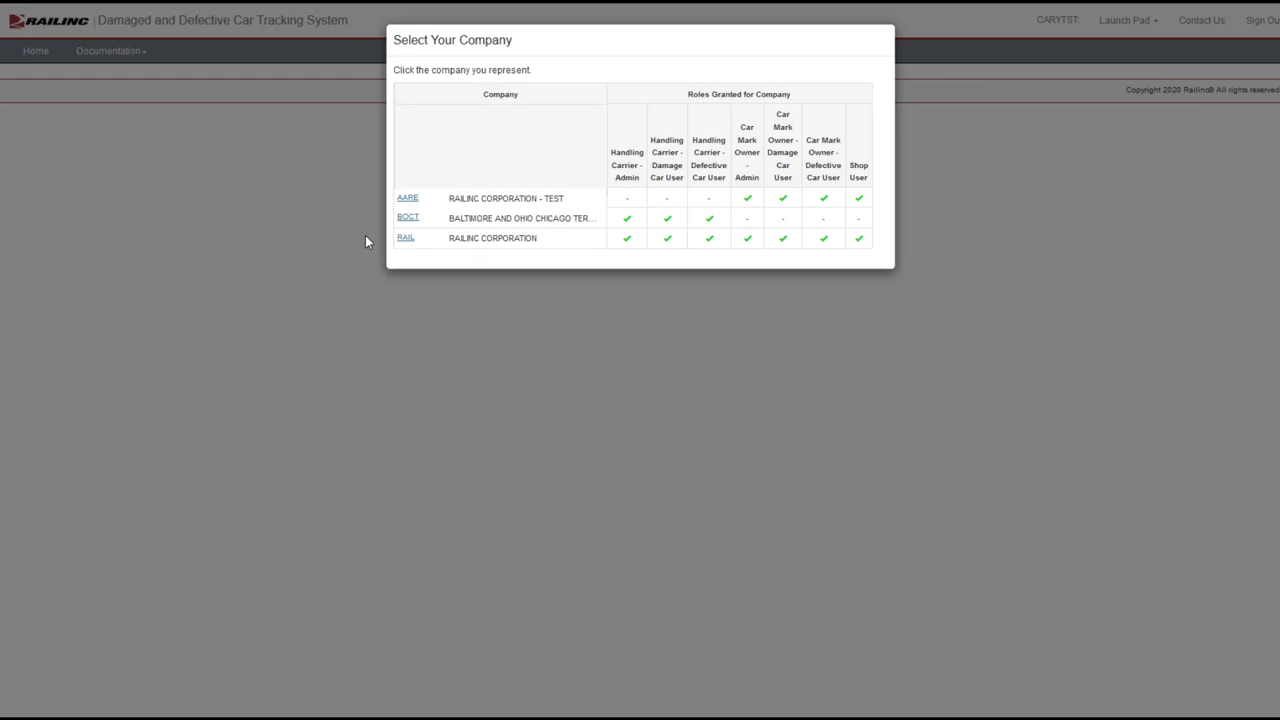 RAILINC | Damaged and Defective Car Tracking System
CARYTST: Launch Pad Contact Us Sign Ou
Home Documentation
Copyright 2020 Railinc® All rights reserved
Select Your Company
Click the company you represent.
Company
Roles Granted for Company
Handling Carrier - Admin
Handling Carrier - Damage Car User
Handling Carrier - Defective Car User
Car Mark Owner - Admin
Car Mark Owner - Damage Car User
Car Mark Owner - Defective Car User
Shop User
AARE RAILINC CORPORATION - TEST - - - ✔ ✔ ✔ ✔
BOCT BALTIMORE AND OHIO CHICAGO TER... ✔ ✔ ✔ - - - -
RAIL RAILINC CORPORATION ✔ ✔ ✔ ✔ ✔ ✔ ✔